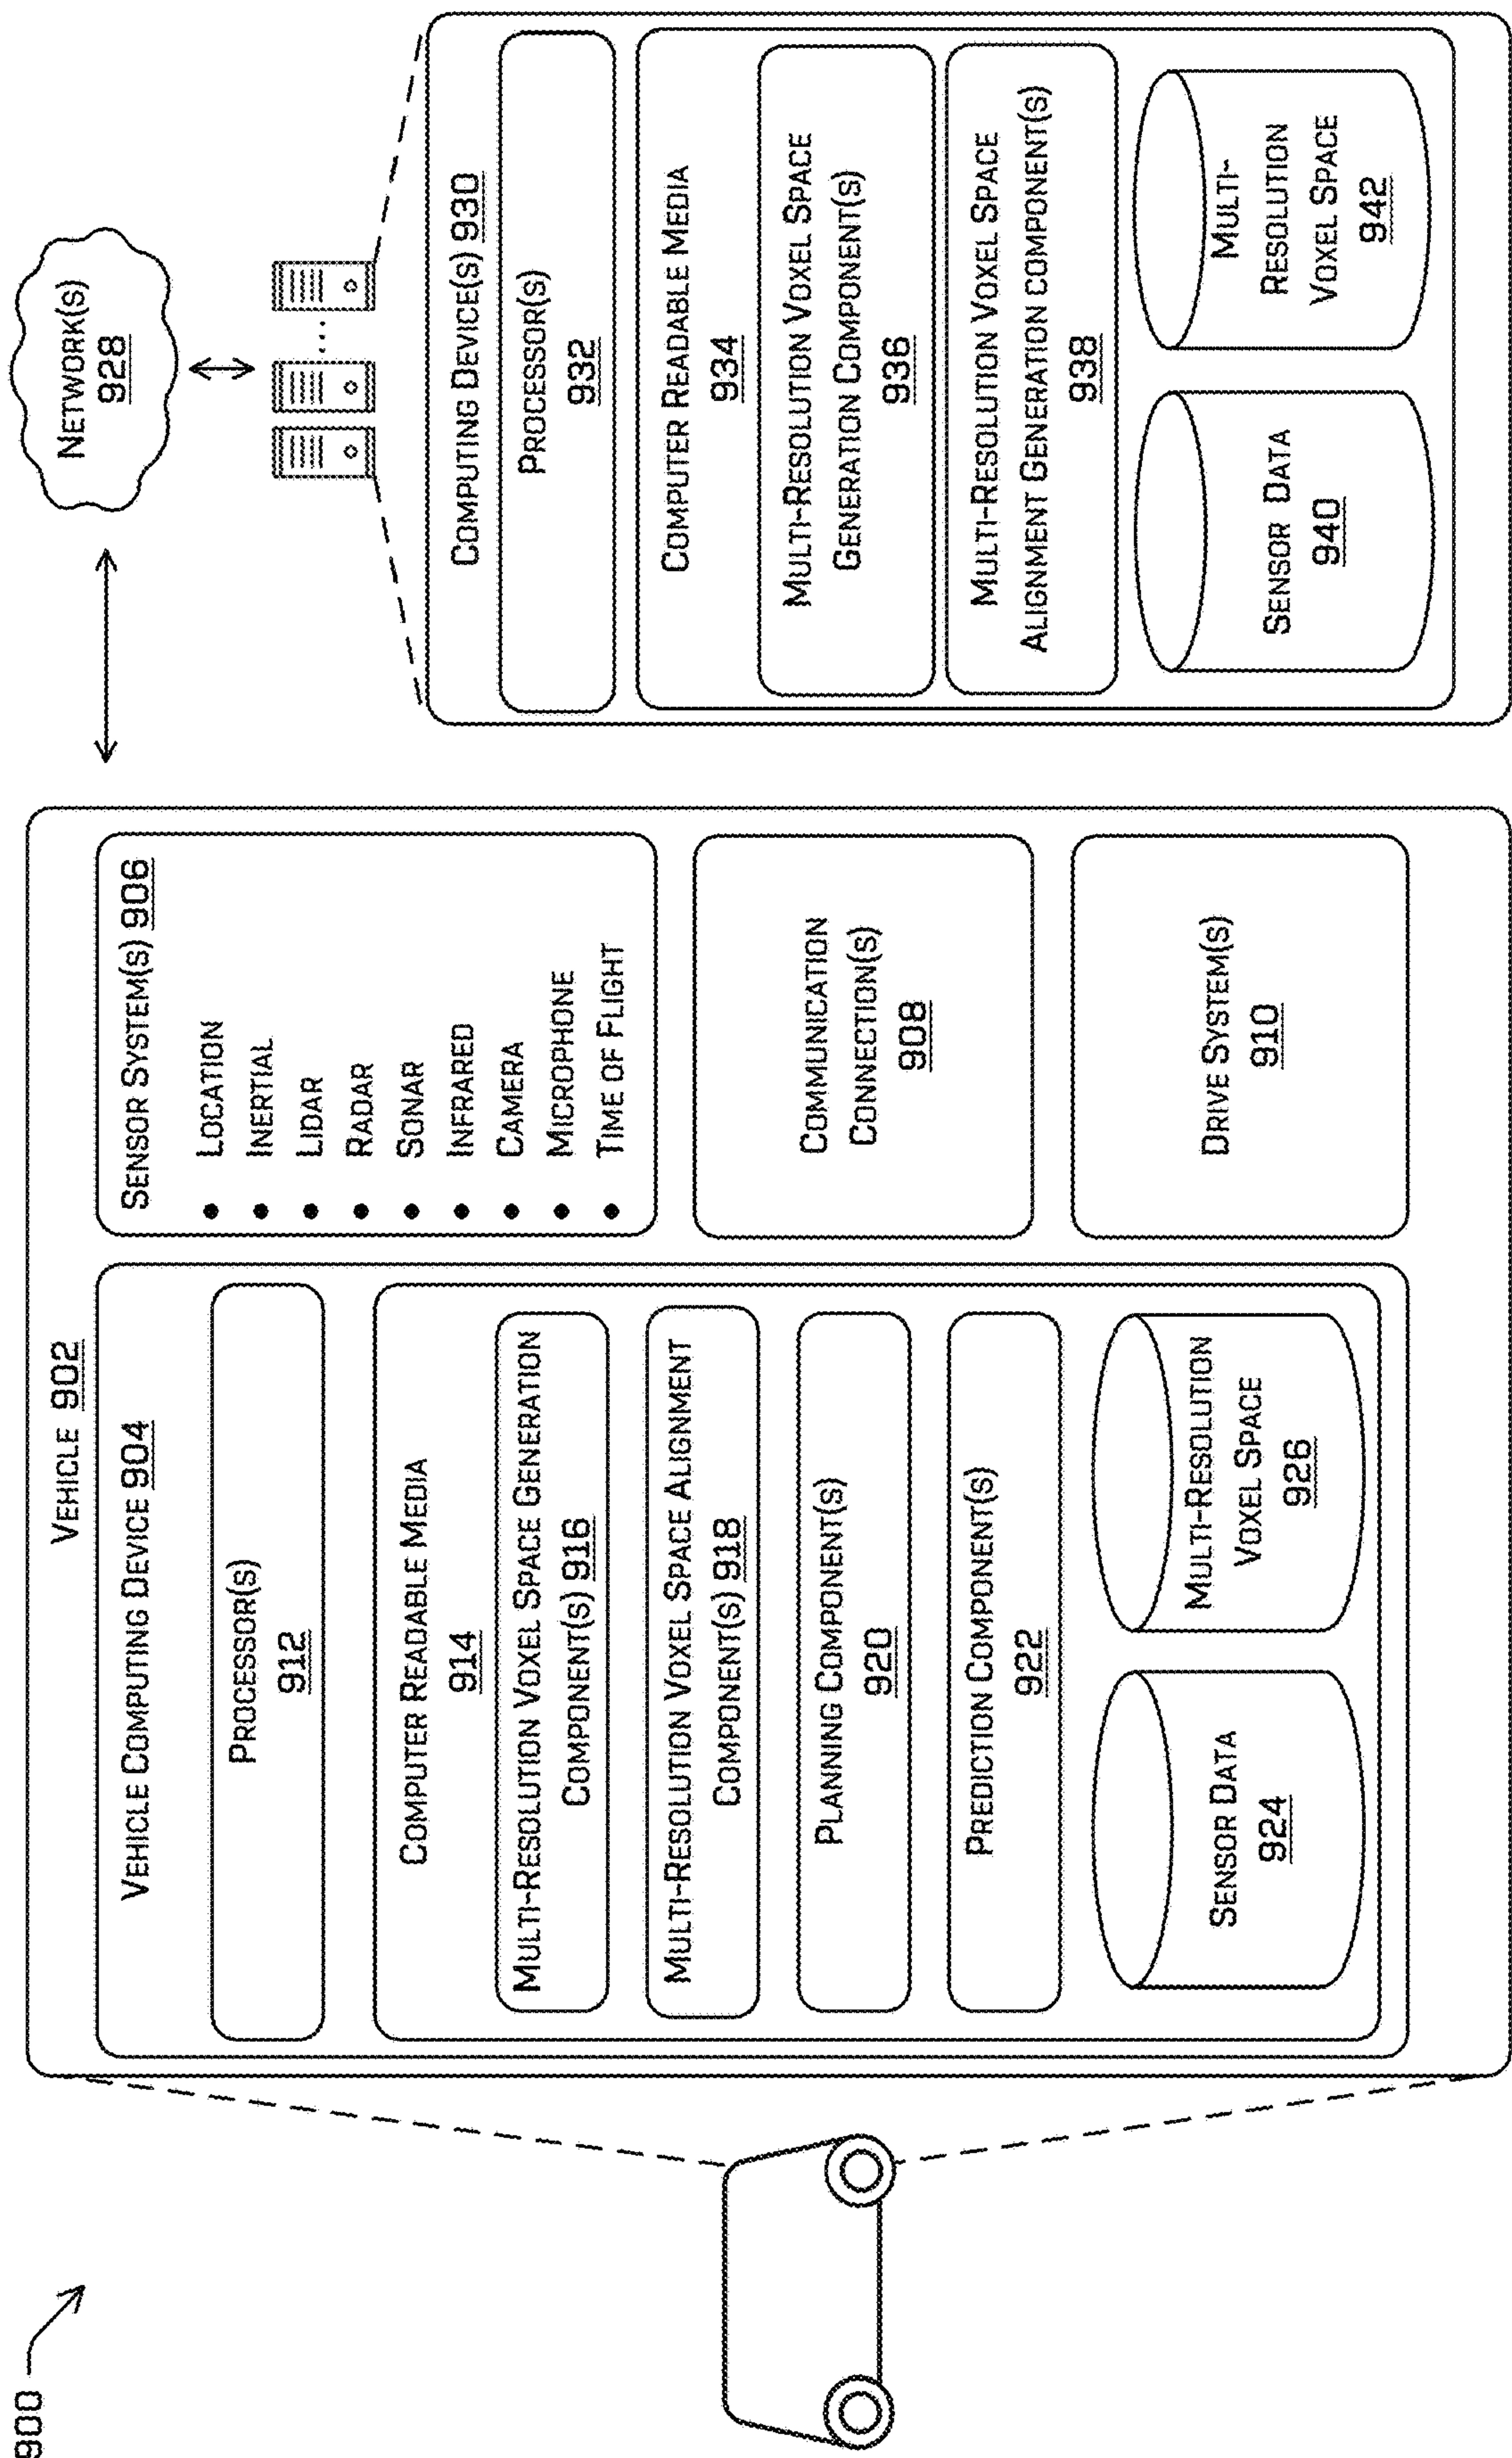 900
VEHICLE 902
VEHICLE COMPUTING DEVICE 904
PROCESSOR(S)
912
COMPUTER READABLE MEDIA
914
MULTI-RESOLUTION VOXEL SPACE GENERATION
COMPONENT(S) 916
MULTI-RESOLUTION VOXEL SPACE ALIGNMENT
COMPONENT(S) 918
PLANNING COMPONENT(S)
920
PREDICTION COMPONENT(S)
922
SENSOR DATA
924
MULTI-RESOLUTION
VOXEL SPACE
926
SENSOR SYSTEM(S) 906
• LOCATION
• INERTIAL
• LIDAR
• RADAR
• SONAR
• INFRARED
• CAMERA
• MICROPHONE
• TIME OF FLIGHT
COMMUNICATION
CONNECTION(S)
908
DRIVE SYSTEM(S)
910
NETWORK(S)
928
COMPUTING DEVICE(S) 930
PROCESSOR(S)
932
COMPUTER READABLE MEDIA
934
MULTI-RESOLUTION VOXEL SPACE
GENERATION COMPONENT(S)
936
MULTI-RESOLUTION VOXEL SPACE
ALIGNMENT GENERATION COMPONENT(S)
938
SENSOR DATA
940
MULTI-
RESOLUTION
VOXEL SPACE
942